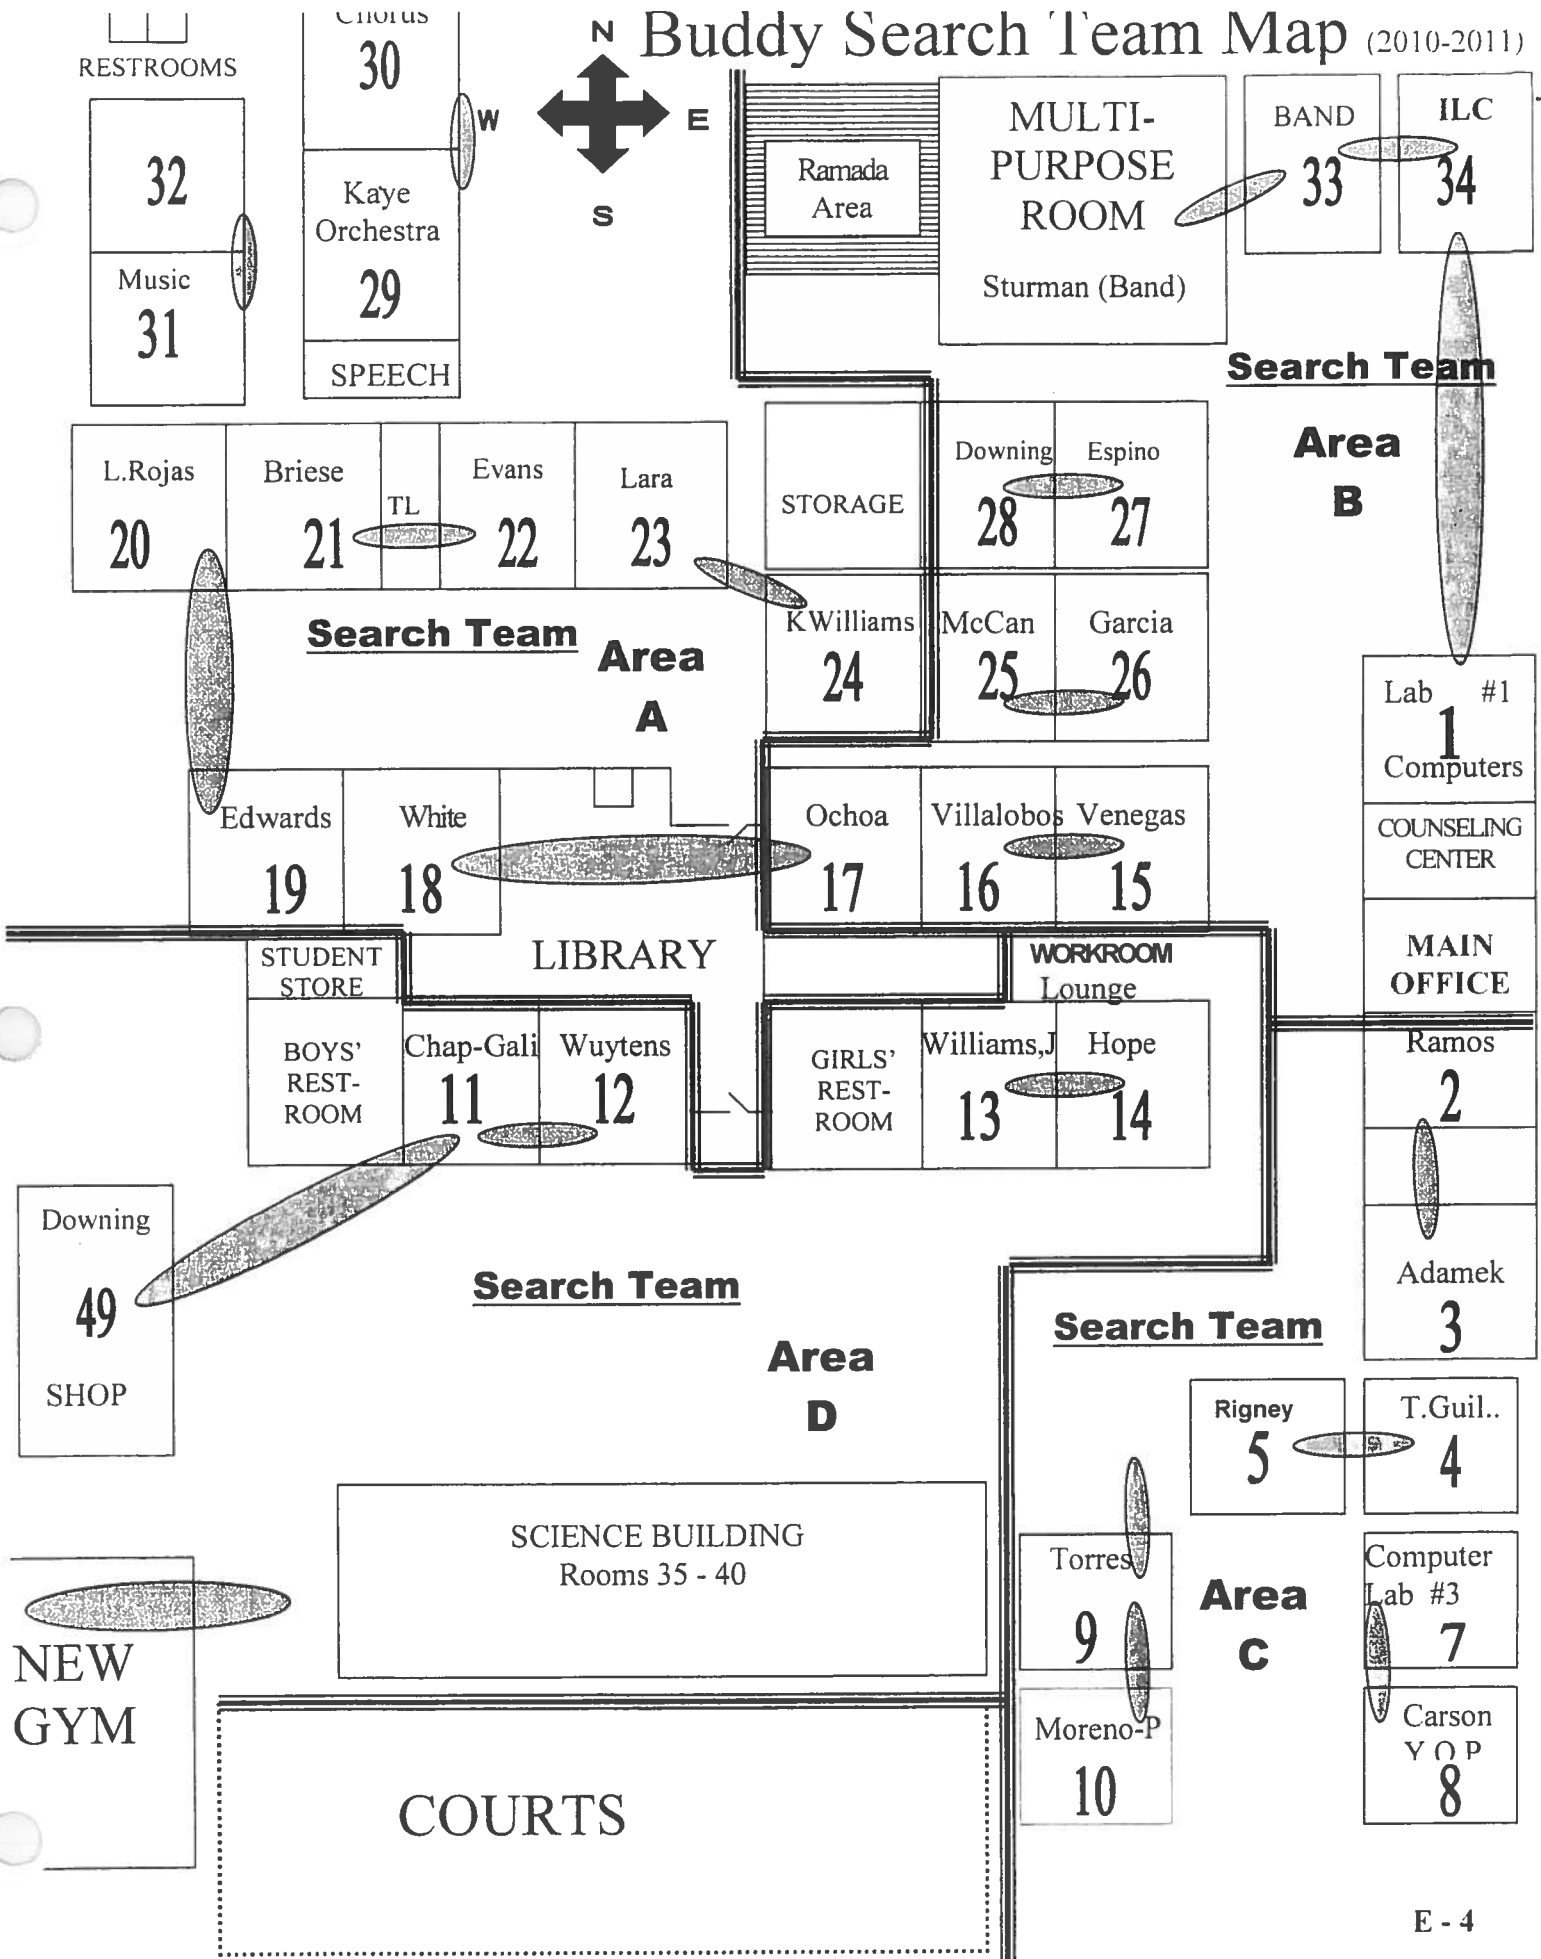 Buddy Search Team Map (2010-2011)
N
W
E
S
RESTROOMS
Chorus
30
32
Kaye
Orchestra
29
Music
31
SPEECH
Ramada
Area
MULTI-
PURPOSE
ROOM
Sturman (Band)
BAND
33
ILC
34
Search Team
Area
B
L.Rojas
20
Briese
21
TL
Evans
22
Lara
23
STORAGE
Downing
28
Espino
27
Search Team
Area
A
KWilliams
24
McCan
25
Garcia
26
Lab #1
1
Computers
Edwards
19
White
18
Ochoa
17
Villalobos
16
Venegas
15
COUNSELING
CENTER
STUDENT
STORE
LIBRARY
WORKROOM
Lounge
MAIN
OFFICE
BOYS'
REST-
ROOM
Chap-Gali
11
Wuytens
12
GIRLS'
REST-
ROOM
Williams,J
13
Hope
14
Ramos
2
Downing
49
SHOP
Search Team
Area
D
Adamek
3
Search Team
Area
C
Rigney
5
T.Guil..
4
SCIENCE BUILDING
Rooms 35 - 40
Torres
9
Computer
Lab #3
7
NEW
GYM
Moreno-P
10
Carson
Y O P
8
COURTS
E - 4